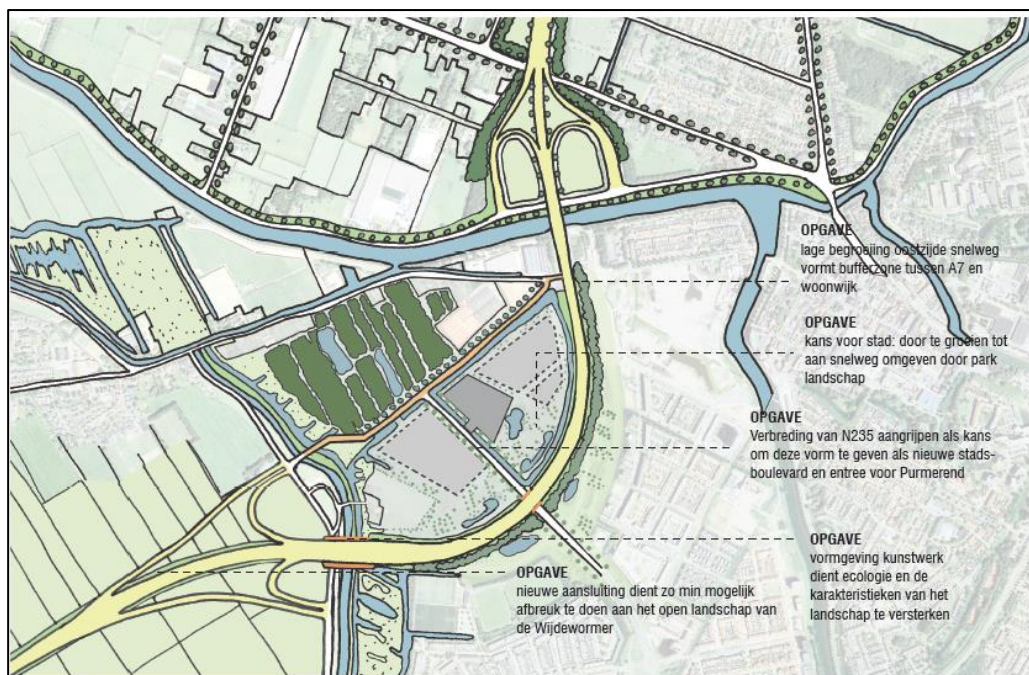 OPGAVE
lage begroeiing oostzijde snelweg
vormt bufferzone tussen A7 en
woonwijk
OPGAVE
kans voor stad: door te groeien tot
aan snelweg omgeven door park
landschap
OPGAVE
Verbreding van N235 aangrijpen als kans
om deze vorm te geven als nieuwe stads-
boulevard en entree voor Purmerend
OPGAVE
vormgeving kunstwerk
dient ecologie en de
karakteristieken van het
landschap te versterken
OPGAVE
nieuwe aansluiting dient zo min mogelijk
afbreuk te doen aan het open landschap van
de Wijdewormer